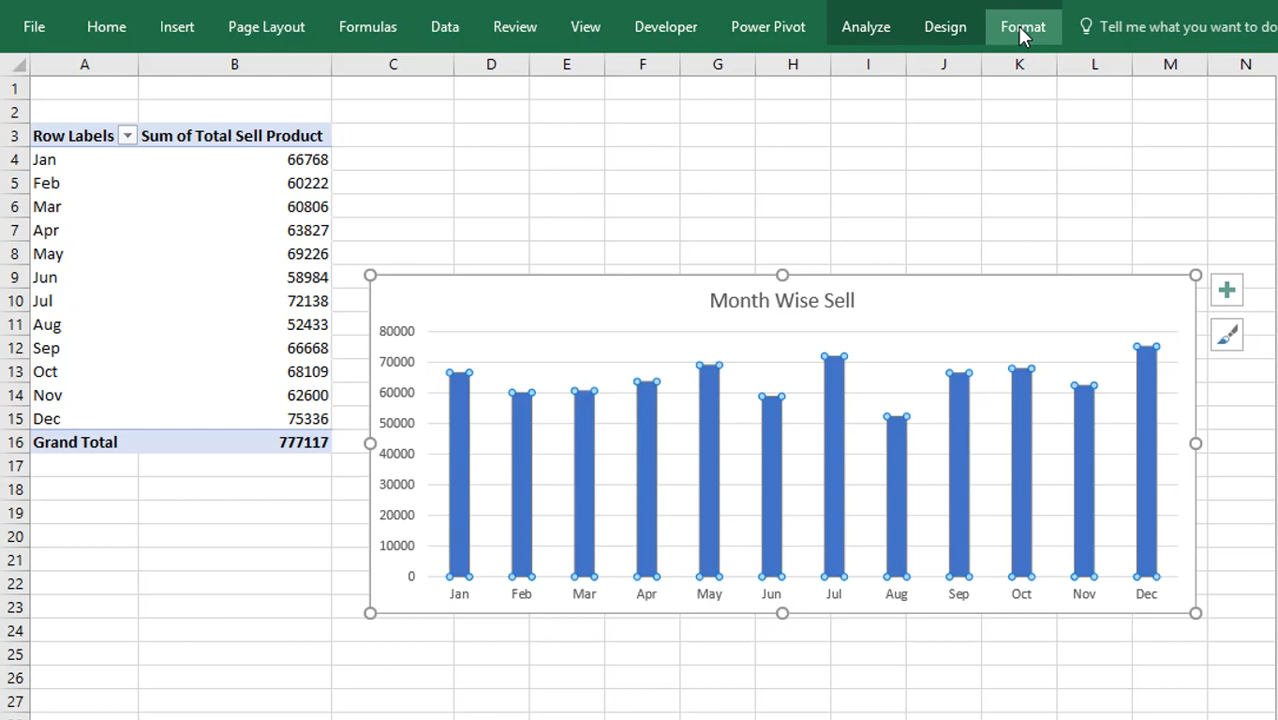 File Home Insert Page Layout Formulas Data Review View Developer Power Pivot Analyze Design Format Tell me what you want to do
A B C D E F G H I J K L M N
1
2
3 Row Labels Sum of Total Sell Product
4 Jan 66768
5 Feb 60222
6 Mar 60806
7 Apr 63827
8 May 69226
9 Jun 58984
10 Jul 72138
11 Aug 52433
12 Sep 66668
13 Oct 68109
14 Nov 62600
15 Dec 75336
16 Grand Total 777117
17
18
19
20
21
22
23
24
25
26
27
Month Wise Sell
80000
70000
60000
50000
40000
30000
20000
10000
0
Jan Feb Mar Apr May Jun Jul Aug Sep Oct Nov Dec